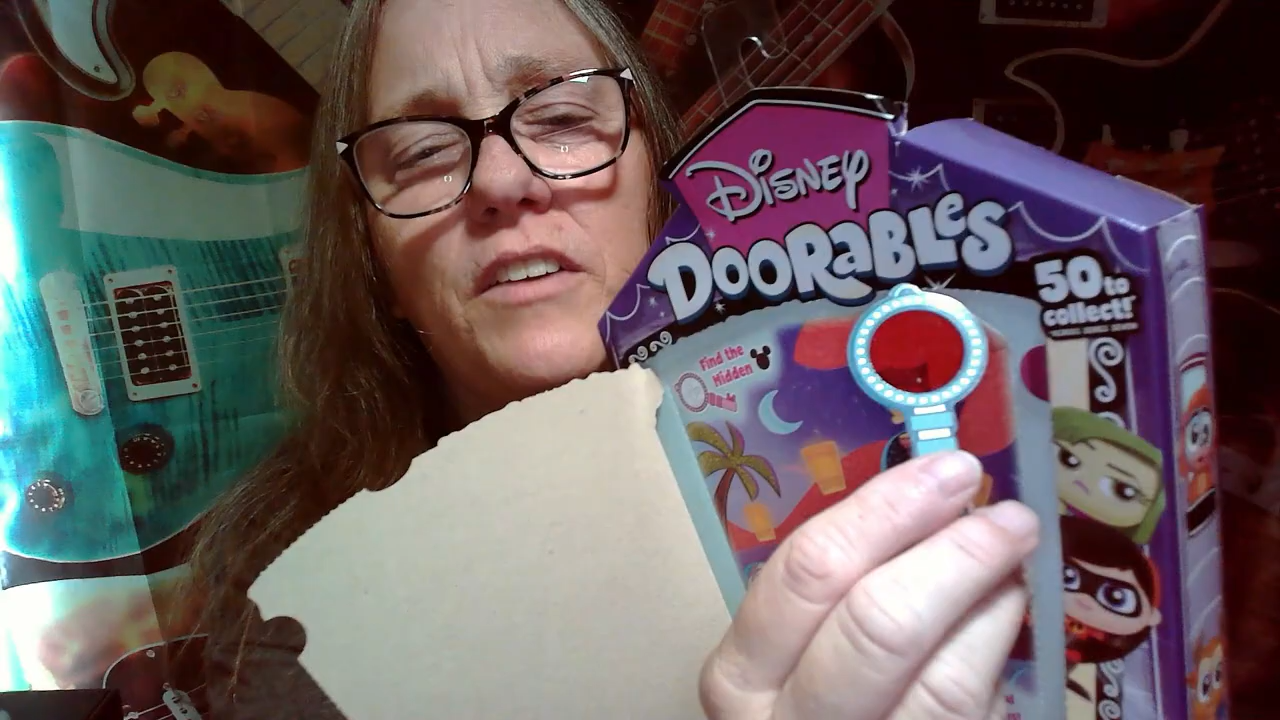 Disney
Doorables
50 to
collect!
Find the
Hidden